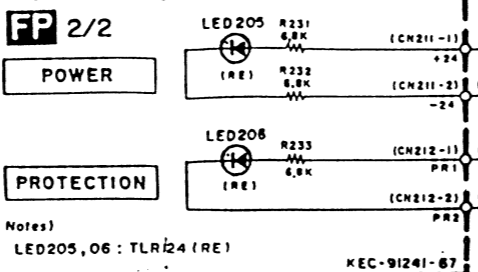 FP 2/2
LED205
R231
6.8K
(CN211-1)
+24
POWER
(RE)
R232
6.8K
(CN211-2)
-24
LED206
R233
6.8K
(CN212-1)
PR1
(RE)
PROTECTION
(CN212-2)
PR2
Notes)
LED205,06 : TLR124 (RE)
KEC-91241-67